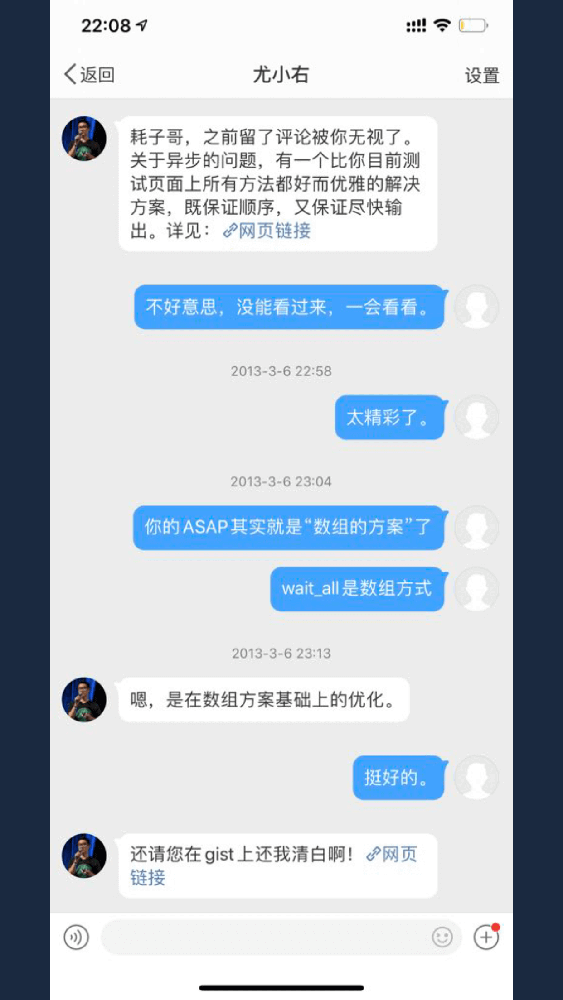 22:08
返回
尤小右
设置
耗子哥，之前留了评论被你无视了。
关于异步的问题，有一个比你目前测
试页面上所有方法都好而优雅的解决
方案，既保证顺序，又保证尽快输
出。详见：网页链接
不好意思，没能看过来，一会看看。
2013-3-6 22:58
太精彩了。
2013-3-6 23:04
你的ASAP其实就是“数组的方案”了
wait_all是数组方式
2013-3-6 23:13
嗯，是在数组方案基础上的优化。
挺好的。
还请您在gist上还我清白啊！网页
链接